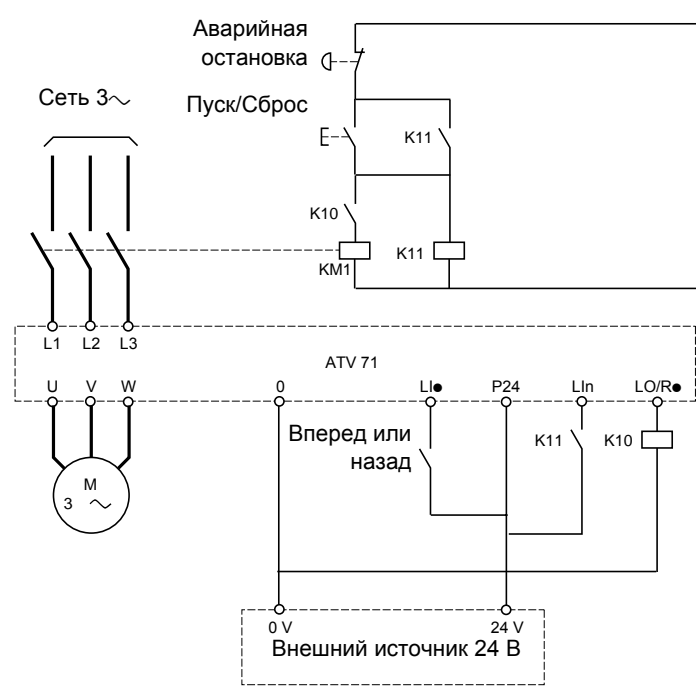 Аварийная
остановка
Сеть 3~
Пуск/Сброс
K11
K10
KM1
K11
L1 L2 L3
ATV 71
U V W 0 LI● P24 LIn LO/R●
Вперед или
назад
K11
K10
M
3 ~
0 V
24 V
Внешний источник 24 В